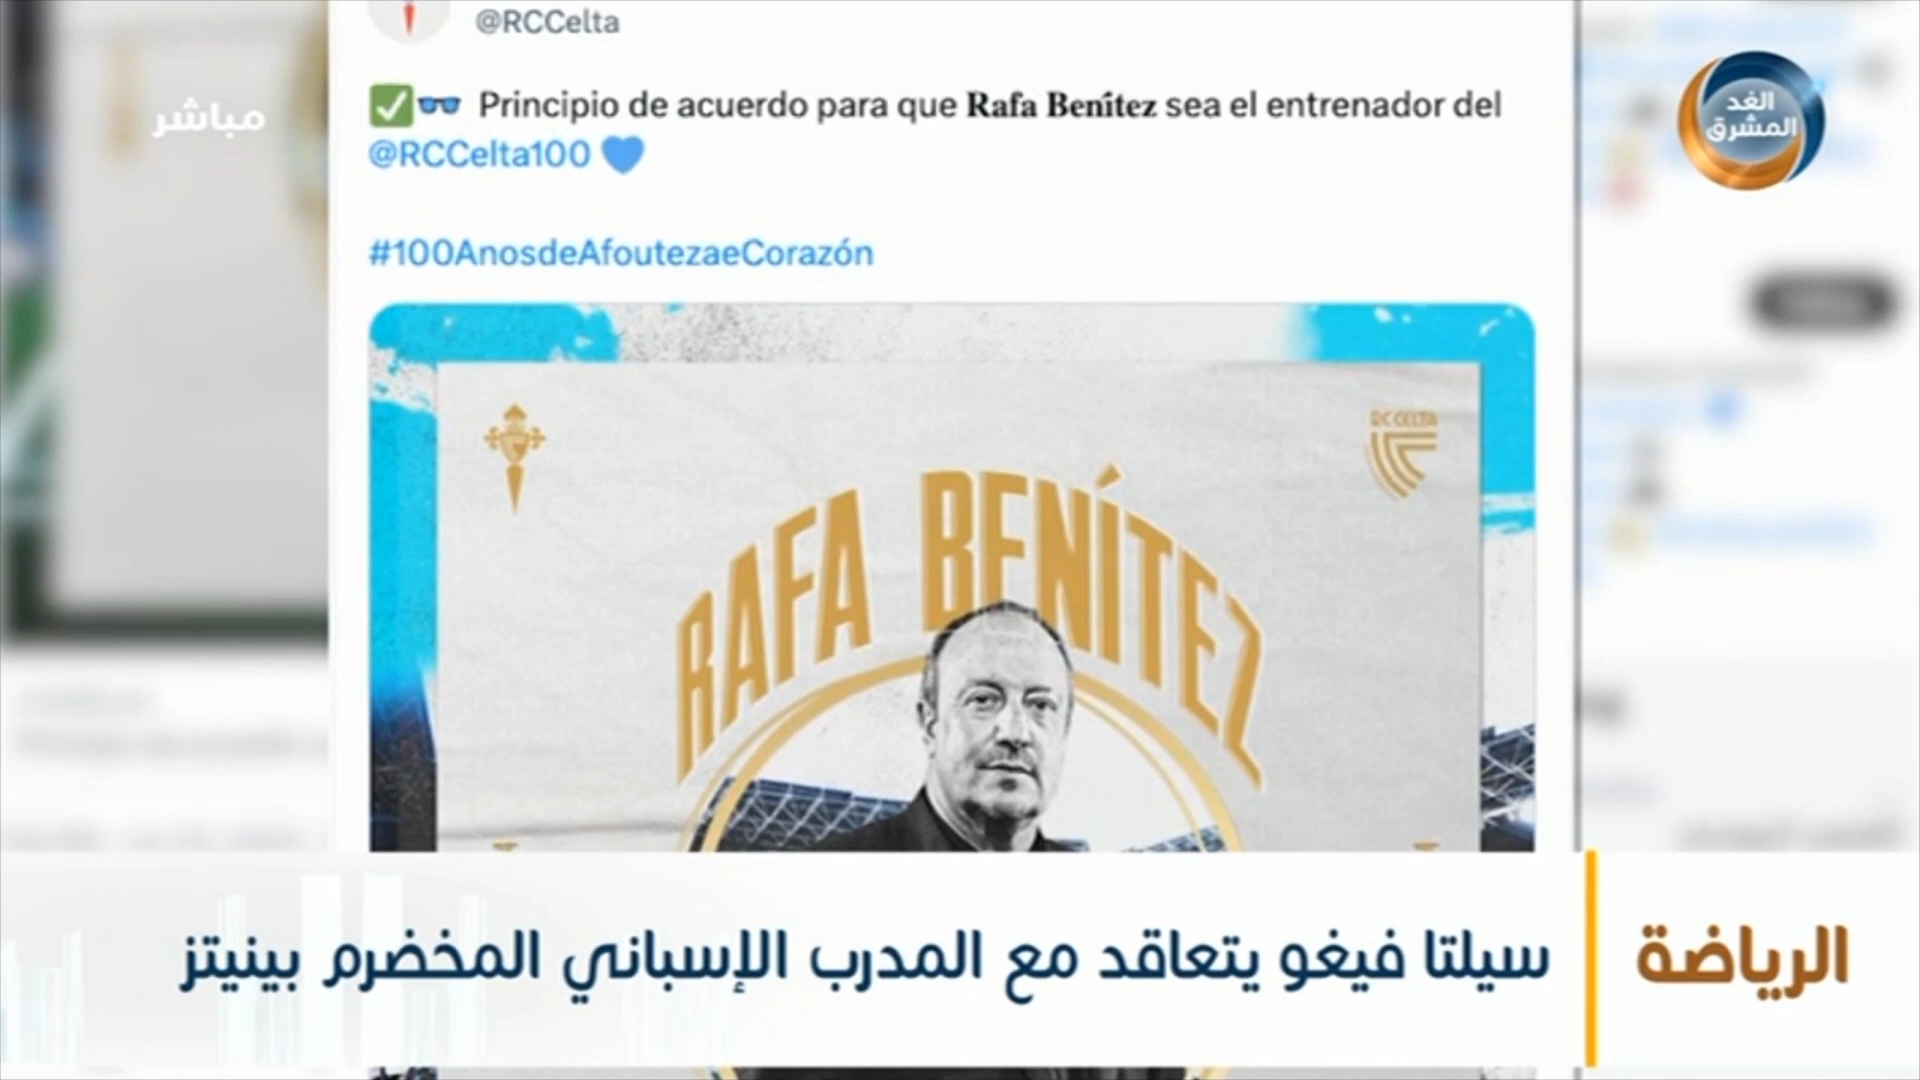 @RCCelta
مباشر
الغد
المشرق
✅🕶 Principio de acuerdo para que Rafa Benítez sea el entrenador del
@RCCelta100 💙
#100AnosdeAfoutezaeCorazón
RC CELTA
RAFA BENÍTEZ
الرياضة
سيلتا فيغو يتعاقد مع المدرب الإسباني المخضرم بينيتز